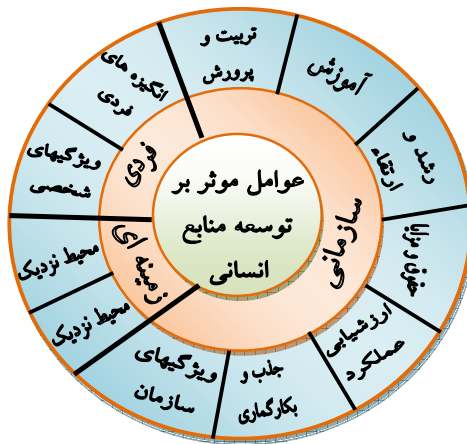 عوامل موثر بر
توسعه منابع
انسانی
سازمانی
فردی
زمینه ای
تربیت و
پرورش
آموزش
رشد و
ارتقاء
حقوق و مزایا
ارزشیابی
عملکرد
جذب و
بکارگماری
ویژگیهای
سازمان
محیط نزدیک
محیط نزدیک
ویژگیهای
شخصی
انگیزه های
فردی